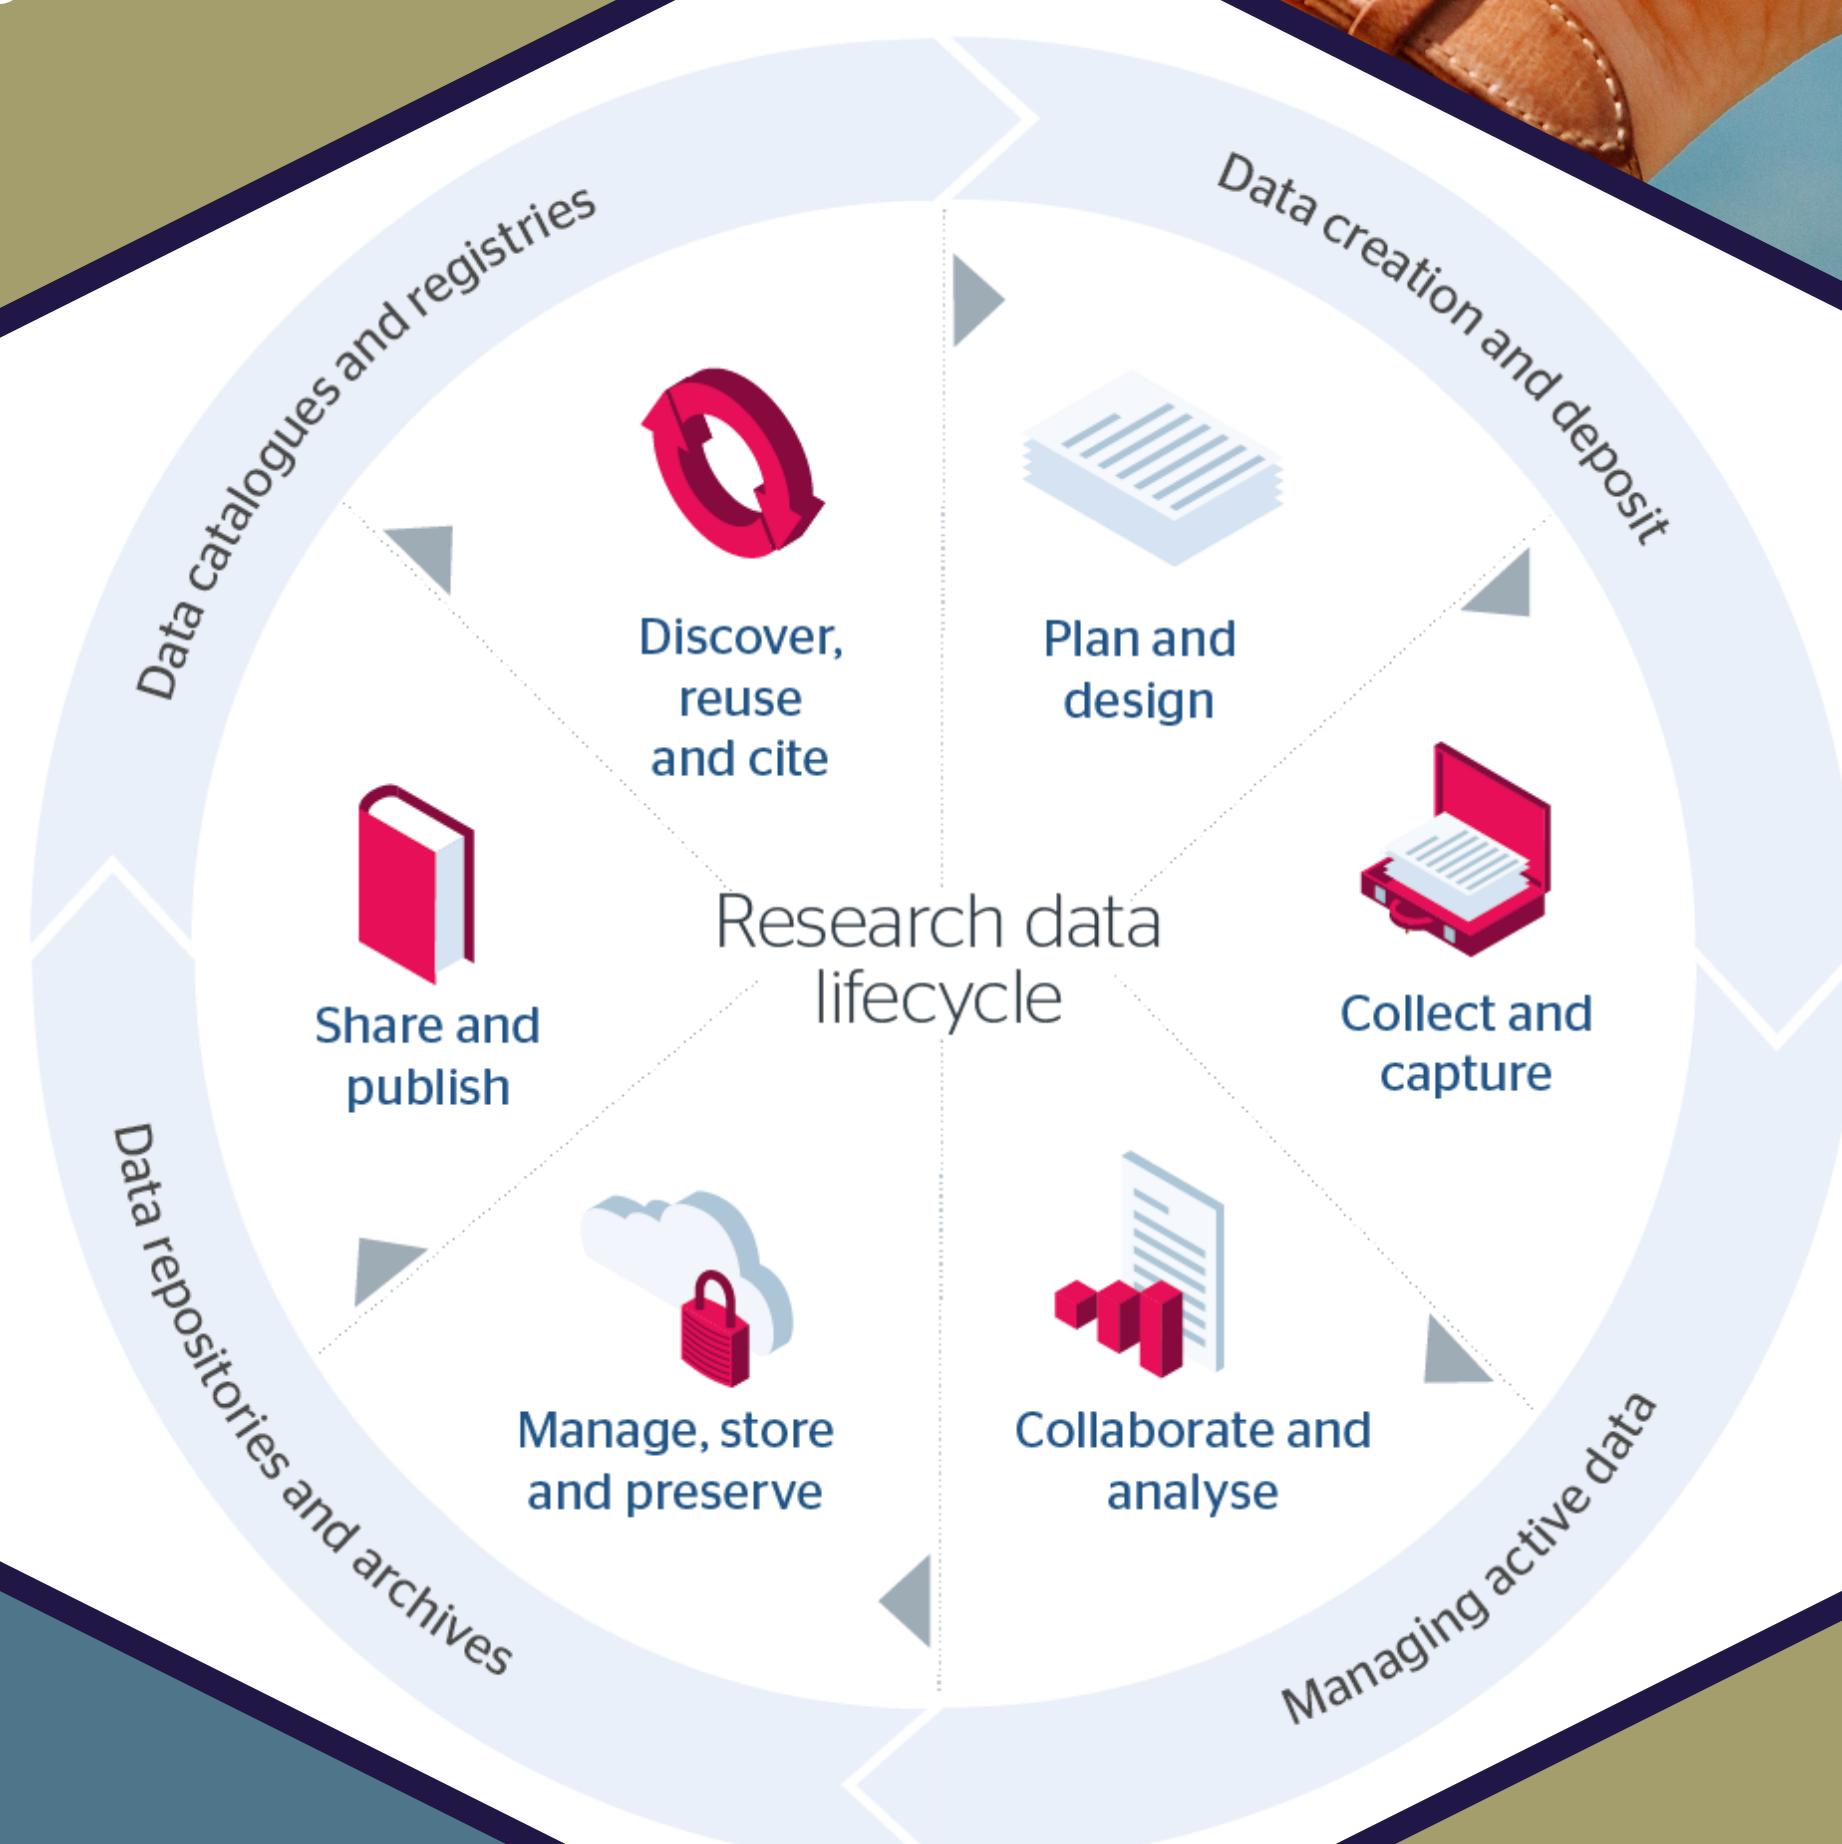 Data catalogues and registries
Data creation and deposit
Discover,
reuse
and cite
Plan and
design
Research data
lifecycle
Share and
publish
Collect and
capture
Manage, store
and preserve
Collaborate and
analyse
Data repositories and archives
Managing active data